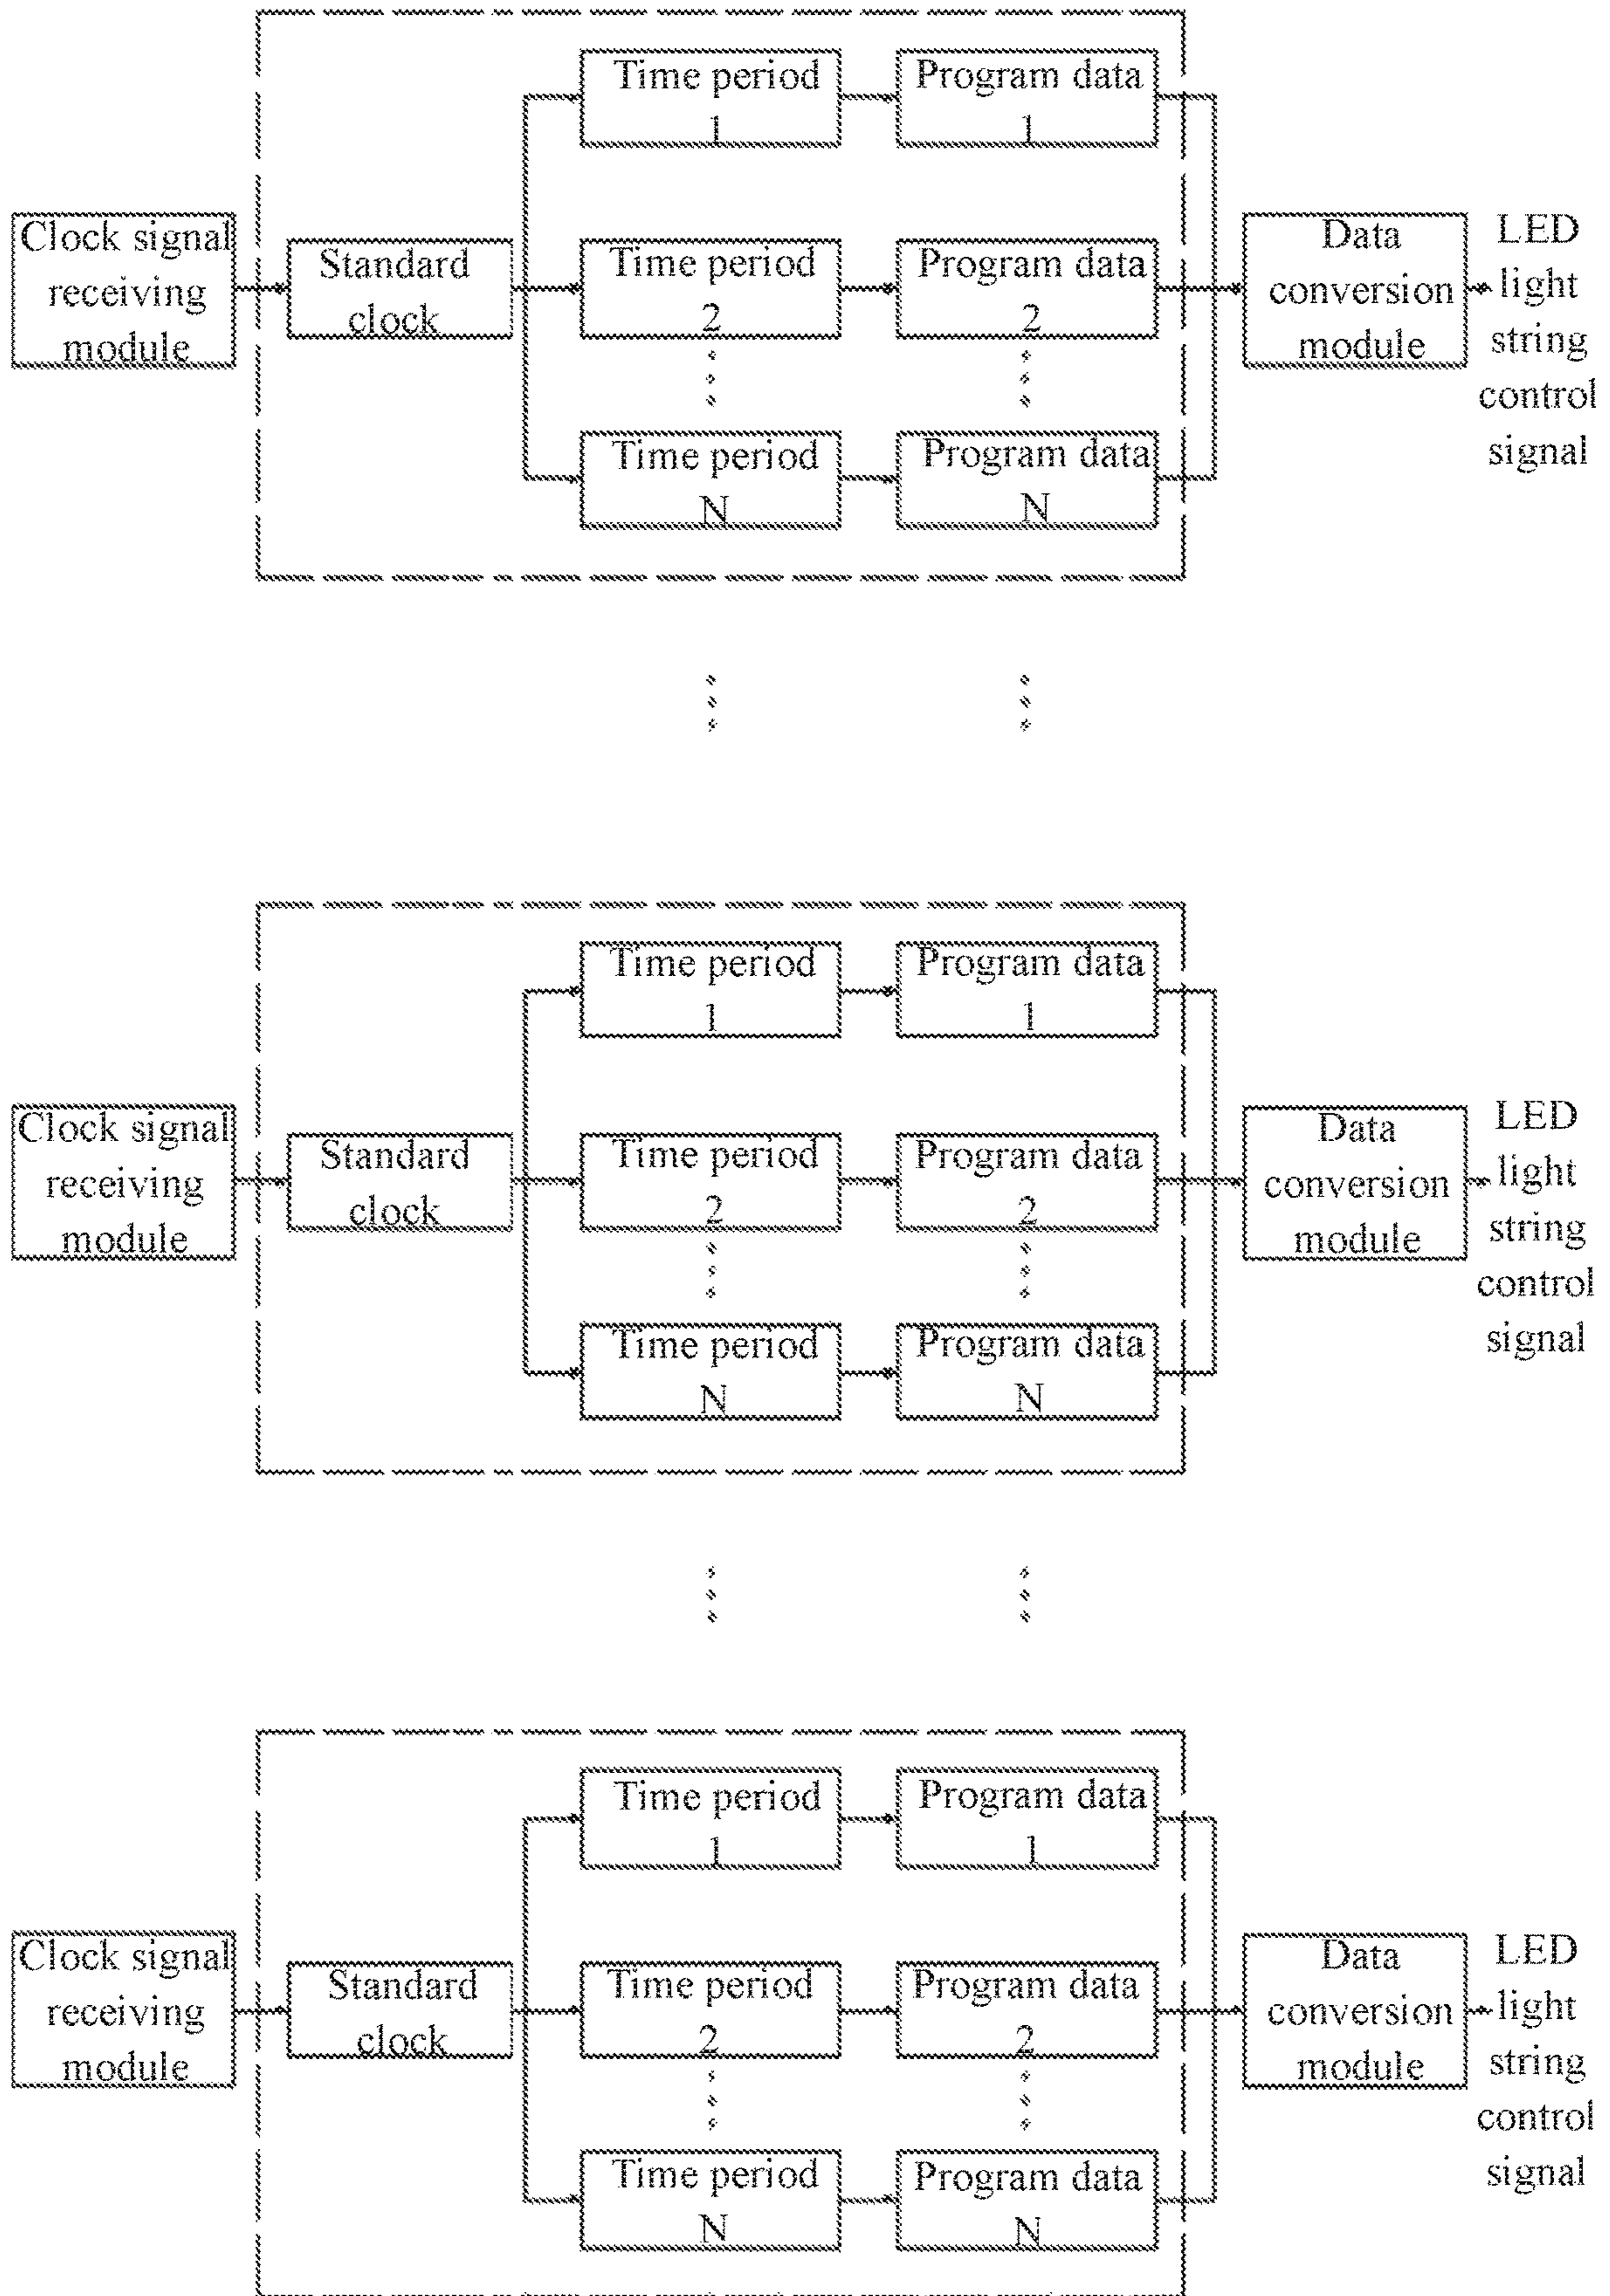 Time period
1
Program data
1
Clock signal
receiving
module
Standard
clock
Time period
2
Program data
2
Data
conversion
module
LED
light
string
control
signal
Time period
N
Program data
N
Time period
1
Program data
1
Clock signal
receiving
module
Standard
clock
Time period
2
Program data
2
Data
conversion
module
LED
light
string
control
signal
Time period
N
Program data
N
Time period
1
Program data
1
Clock signal
receiving
module
Standard
clock
Time period
2
Program data
2
Data
conversion
module
LED
light
string
control
signal
Time period
N
Program data
N